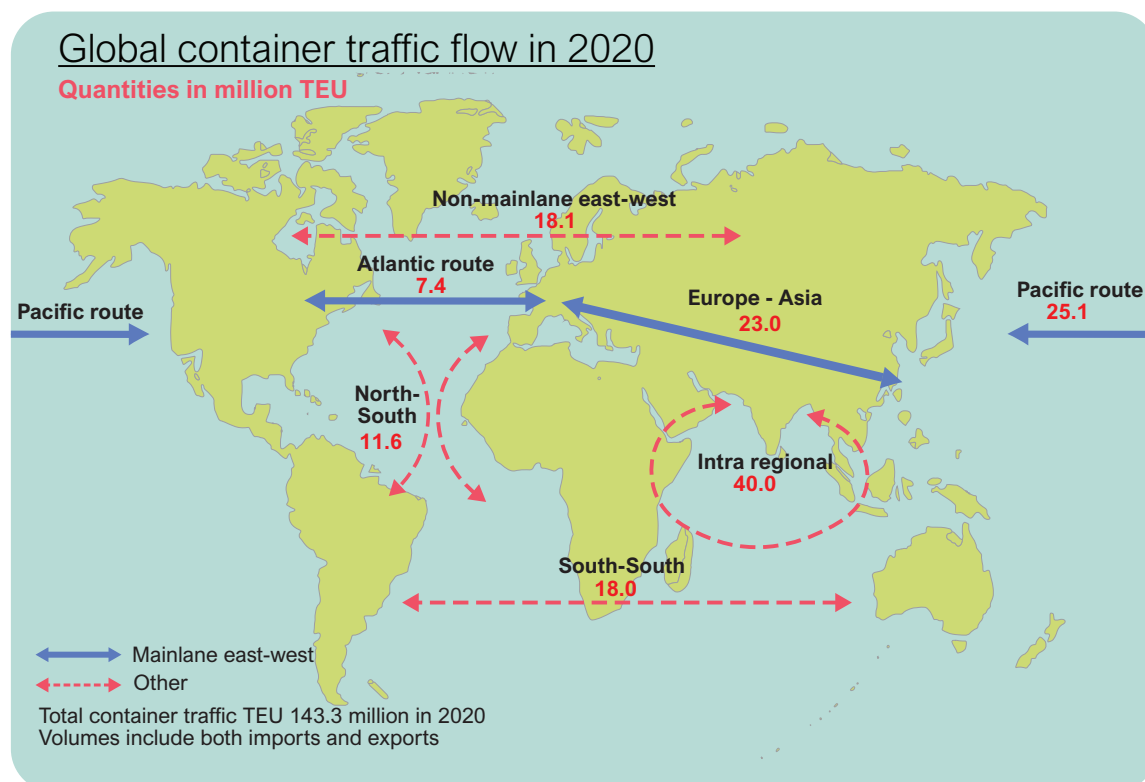 Global container traffic flow in 2020
Quantities in million TEU
Non-mainlane east-west
18.1
Atlantic route
7.4
Europe - Asia
23.0
Pacific route
Pacific route
25.1
North-
South
11.6
Intra regional
40.0
South-South
18.0
Mainlane east-west
Other
Total container traffic TEU 143.3 million in 2020
Volumes include both imports and exports